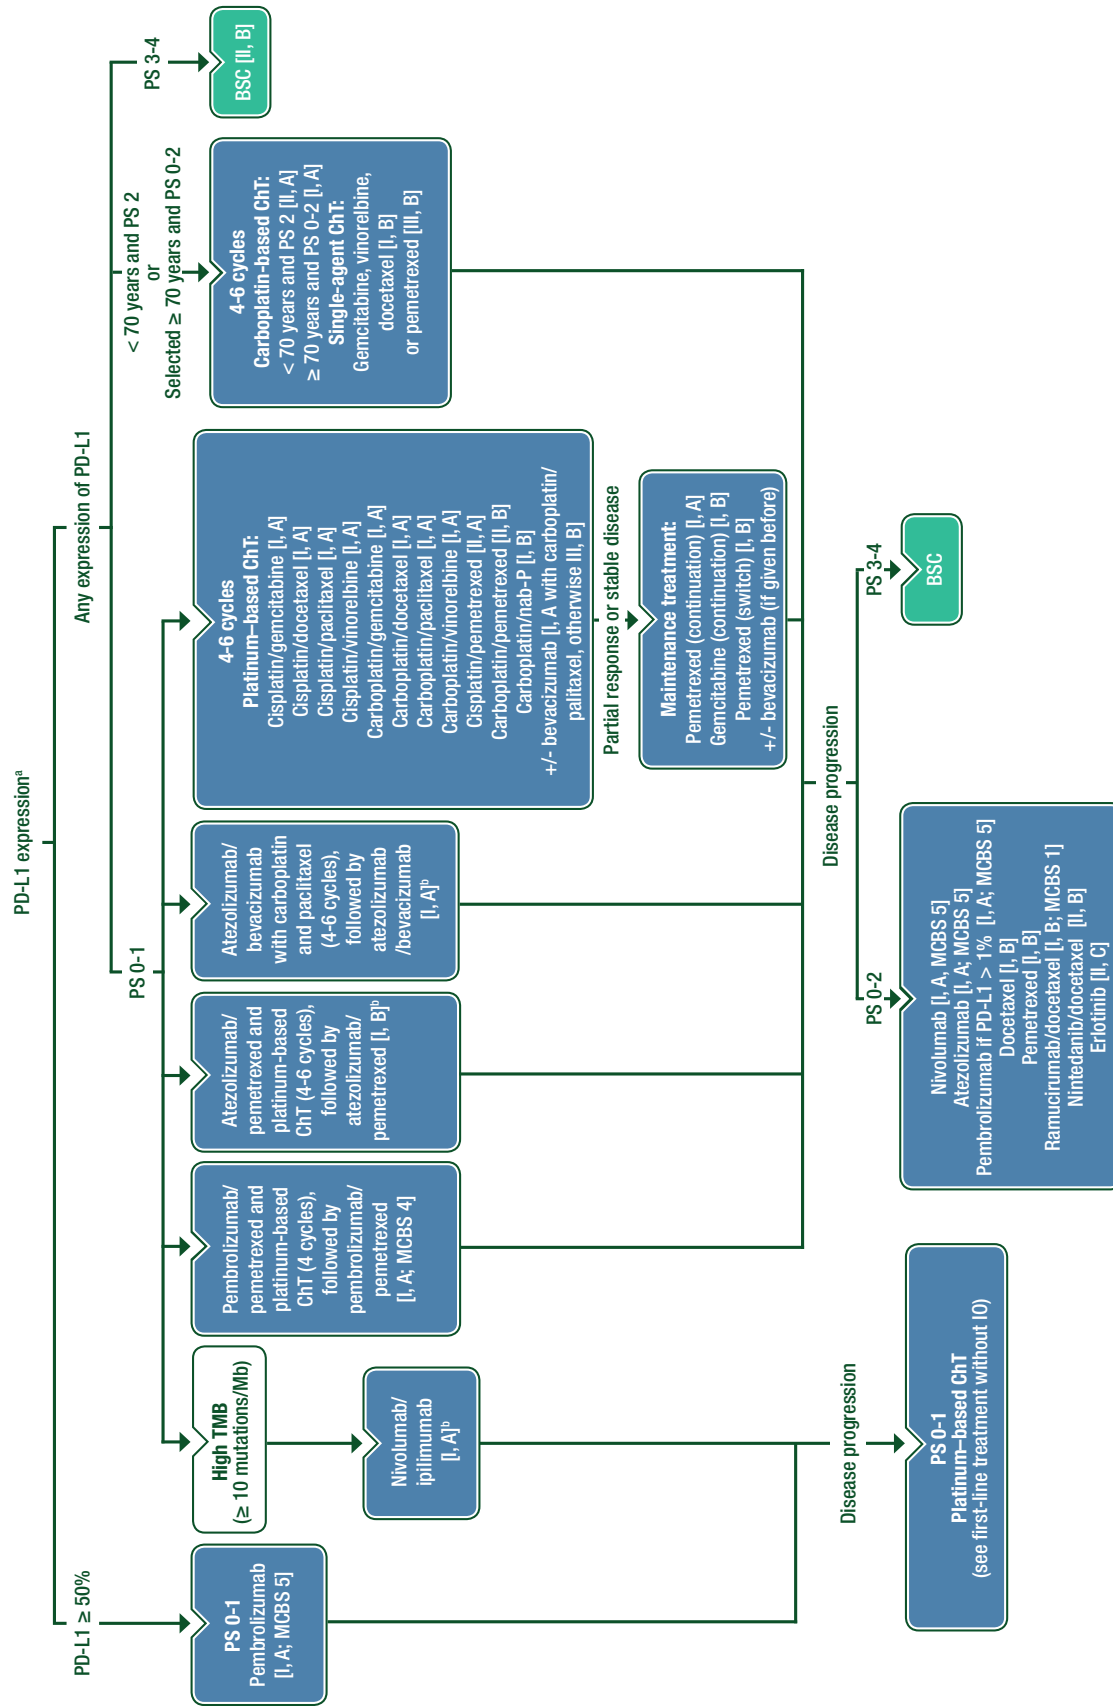 PD-L1 expressionᵃ
PD-L1 ≥ 50%
Any expression of PD-L1
PS 0-1
< 70 years and PS 2
or
Selected ≥ 70 years and PS 0-2
PS 3-4
PS 0-1
Pembrolizumab
[I, A; MCBS 5]
High TMB
(≥ 10 mutations/Mb)
Nivolumab/
ipilimumab
[I, A]ᵇ
Pembrolizumab/
pemetrexed and
platinum-based
ChT (4 cycles),
followed by
pembrolizumab/
pemetrexed
[I, A; MCBS 4]
Atezolizumab/
pemetrexed and
platinum-based
ChT (4-6 cycles),
followed by
atezolizumab/
pemetrexed [I, B]ᵇ
Atezolizumab/
bevacizumab
with carboplatin
and paclitaxel
(4-6 cycles),
followed by
atezolizumab
/bevacizumab
[I, A]ᵇ
4-6 cycles
Platinum–based ChT:
Cisplatin/gemcitabine [I, A]
Cisplatin/docetaxel [I, A]
Cisplatin/paclitaxel [I, A]
Cisplatin/vinorelbine [I, A]
Carboplatin/gemcitabine [I, A]
Carboplatin/docetaxel [I, A]
Carboplatin/paclitaxel [I, A]
Carboplatin/vinorelbine [I, A]
Cisplatin/pemetrexed [II, A]
Carboplatin/pemetrexed [II, B]
Carboplatin/nab-P [I, B]
+/- bevacizumab [I, A with carboplatin/
palitaxel, otherwise III, B]
4-6 cycles
Carboplatin-based ChT:
< 70 years and PS 2 [II, A]
≥ 70 years and PS 0-2 [I, A]
Single-agent ChT:
Gemcitabine, vinorelbine,
docetaxel [I, B]
or pemetrexed [III, B]
BSC [II, B]
Partial response or stable disease
Maintenance treatment:
Pemetrexed (continuation) [I, A]
Gemcitabine (continuation) [I, B]
Pemetrexed (switch) [I, B]
+/- bevacizumab (if given before)
Disease progression
Disease progression
PS 0-1
Platinum–based ChT
(see first-line treatment without IO)
PS 0-2
PS 3-4
Nivolumab [I, A, MCBS 5]
Atezolizumab [I, A; MCBS 5]
Pembrolizumab if PD-L1 > 1% [I, A; MCBS 5]
Docetaxel [I, B]
Pemetrexed [I, B]
Ramucirumab/docetaxel [I, B; MCBS 1]
Nintedanib/docetaxel [II, B]
Erlotinib [II, C]
BSC